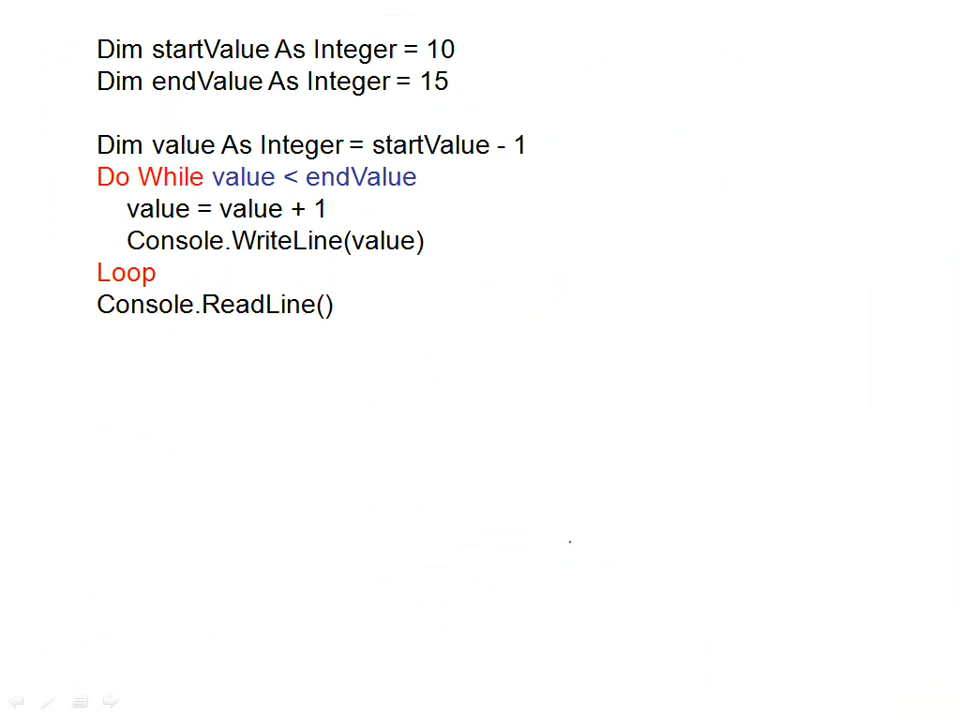 Dim startValue As Integer = 10
Dim endValue As Integer = 15
Dim value As Integer = startValue - 1
Do While value < endValue
value = value + 1
Console.WriteLine(value)
Loop
Console.ReadLine()